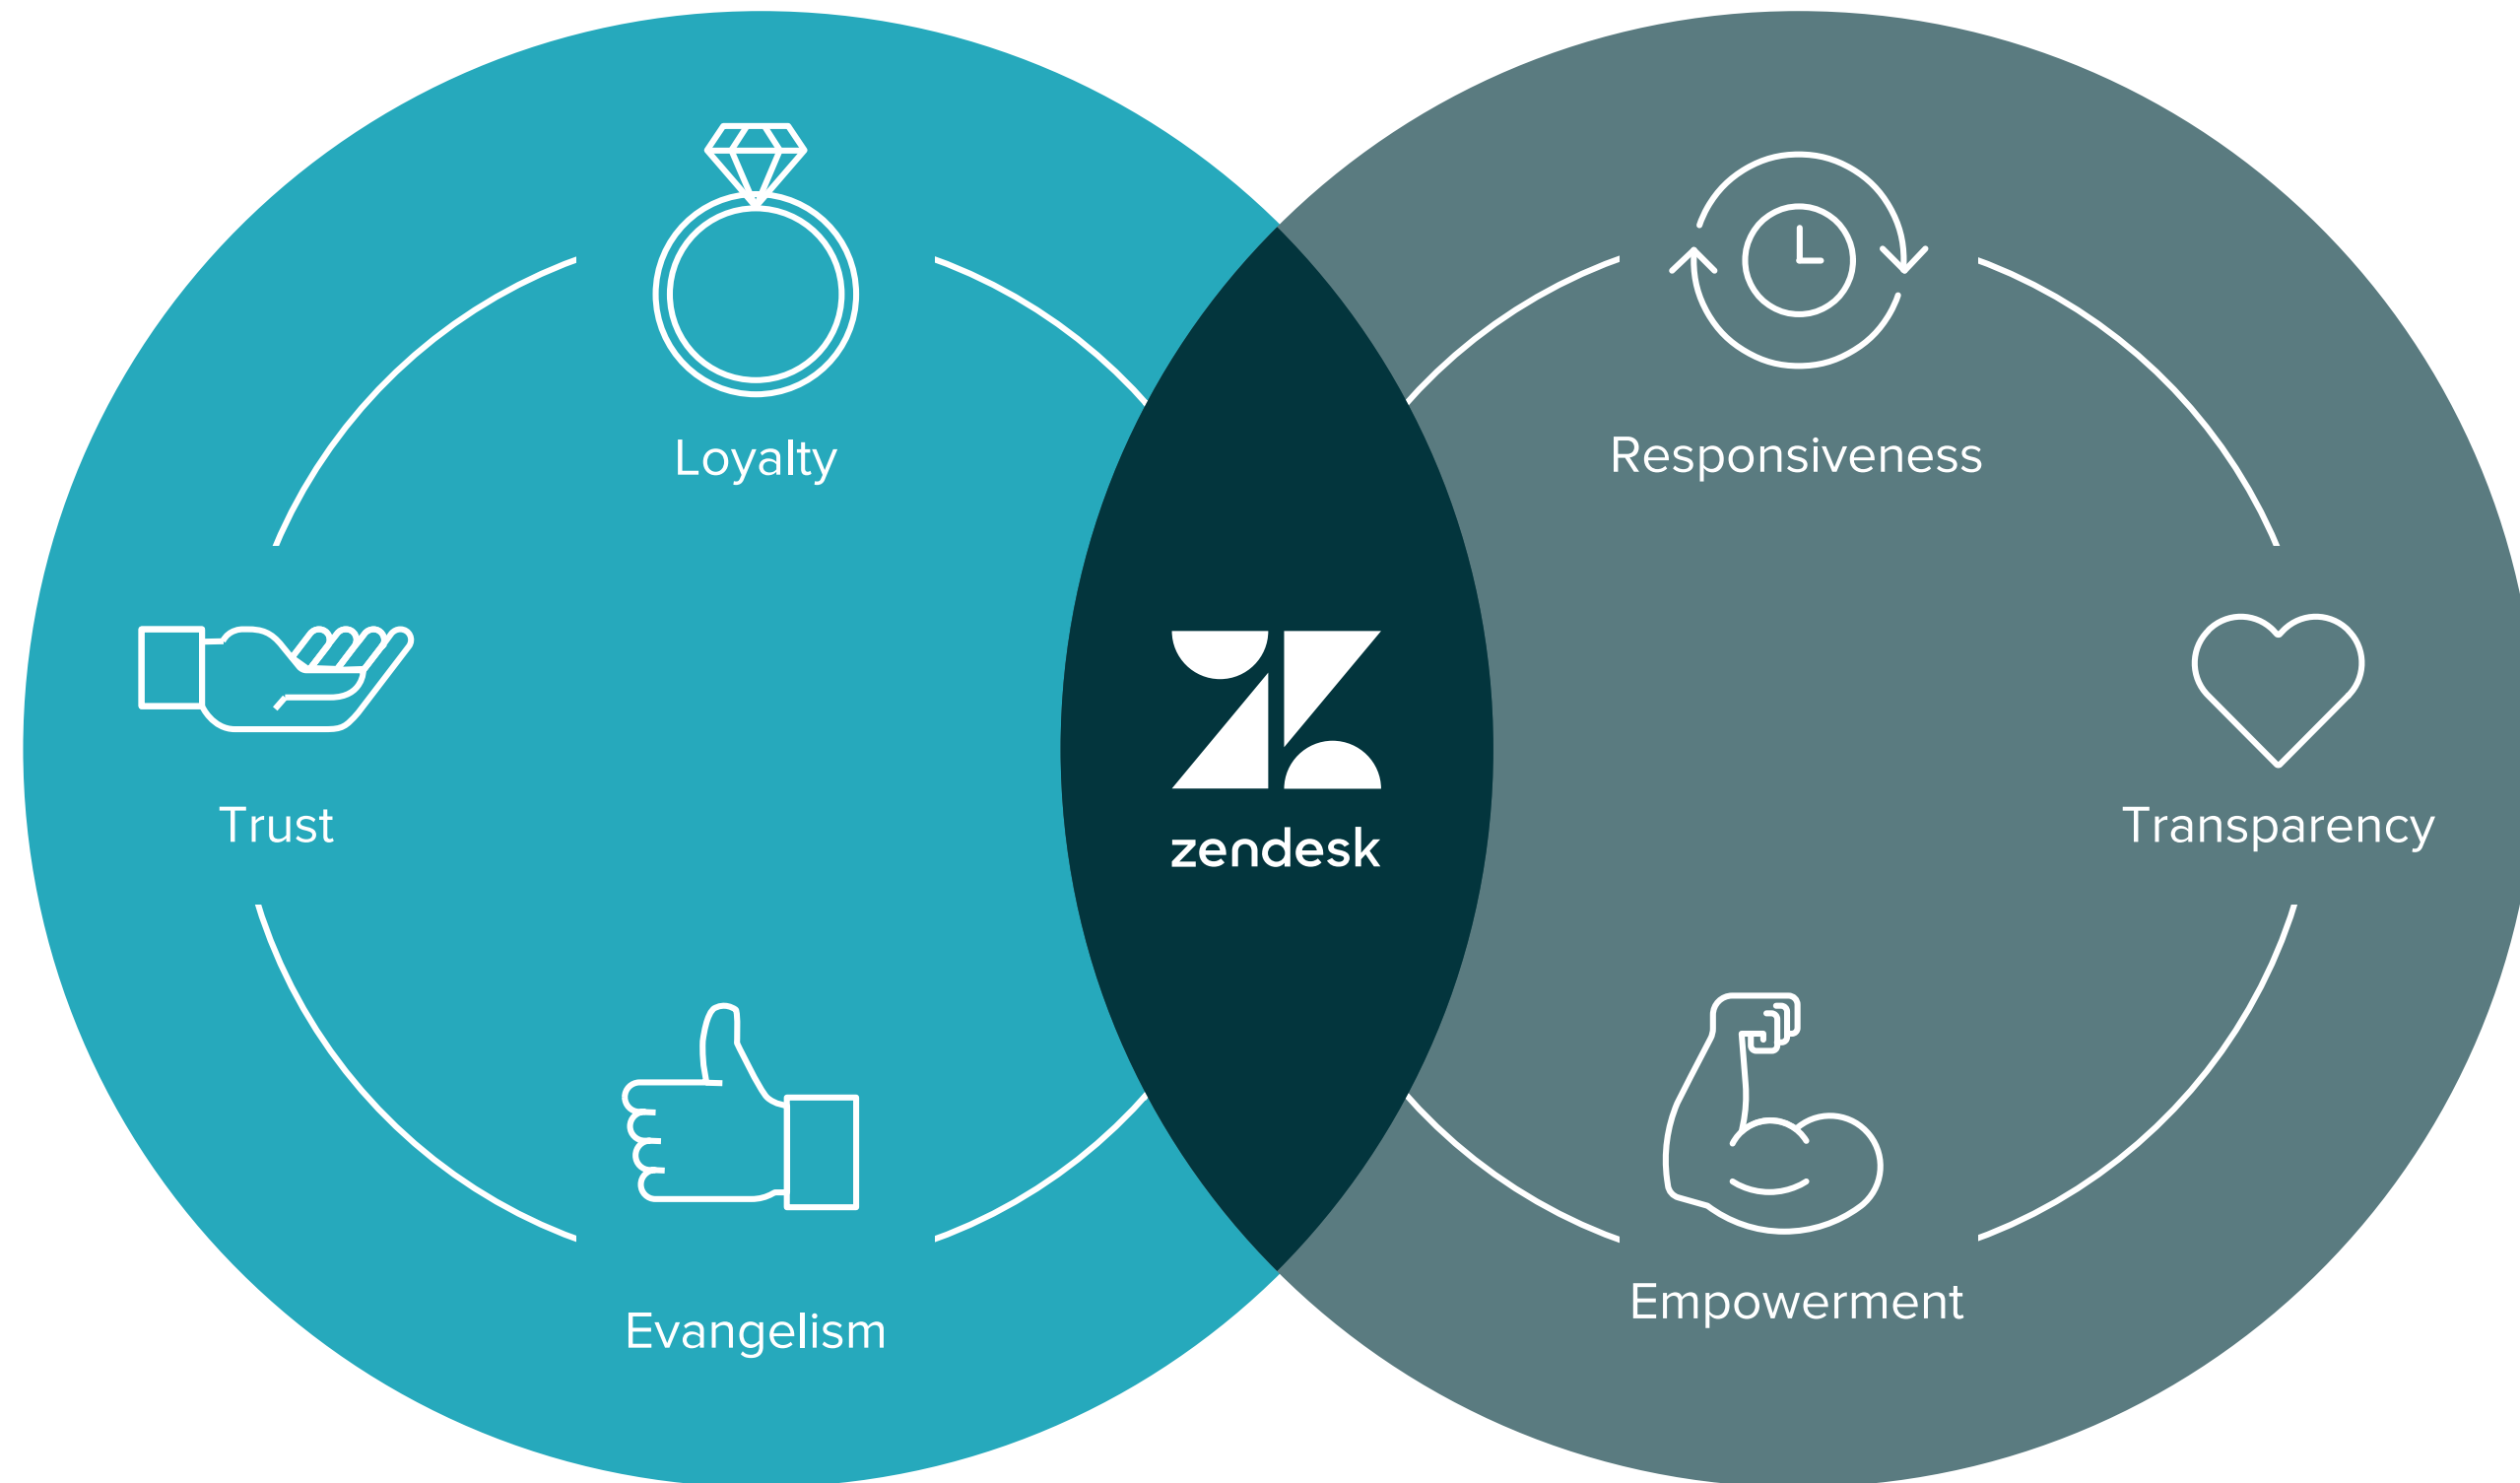 Loyalty
Trust
Evangelism
zendesk
Responsiveness
Transparency
Empowerment